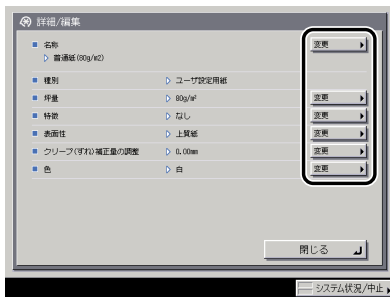 詳細/編集
名称 変更
普通紙(80g/m2)
種別 ユーザ設定用紙
坪量 80g/m² 変更
特徴 なし 変更
表面性 上質紙 変更
クリープ(ずれ)補正量の調整 0.00mm 変更
色 白 変更
閉じる
システム状況/中止